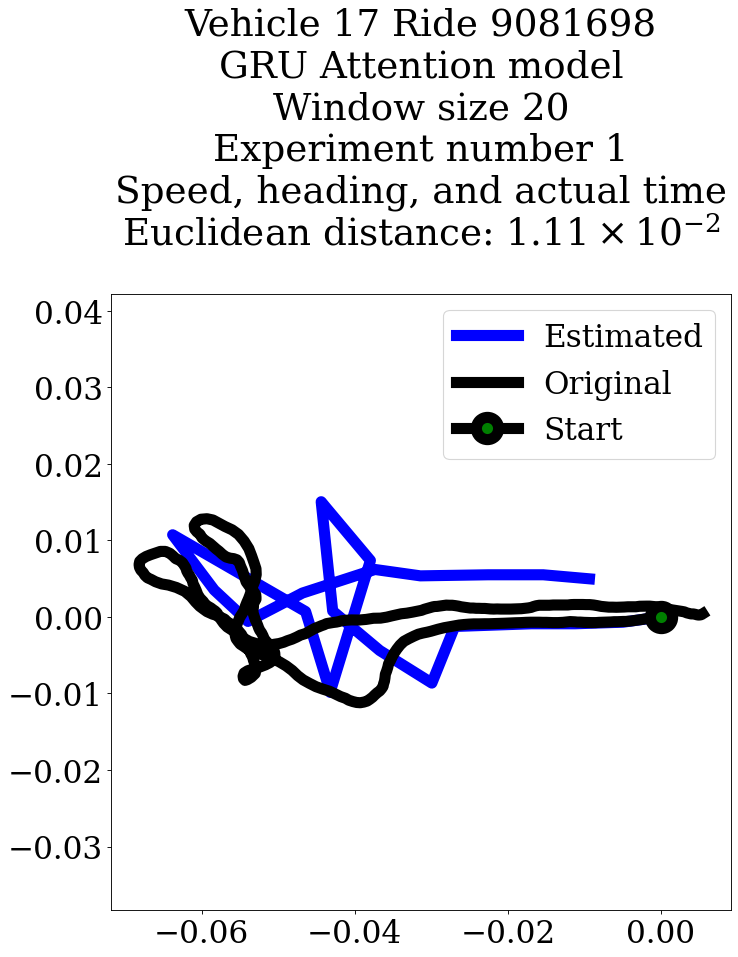 Vehicle 17 Ride 9081698
GRU Attention model
Window size 20
Experiment number 1
Speed, heading, and actual time
Euclidean distance: 1.11 × 10⁻²
Estimated
Original
Start
0.04
0.03
0.02
0.01
0.00
−0.01
−0.02
−0.03
−0.06
−0.04
−0.02
0.00